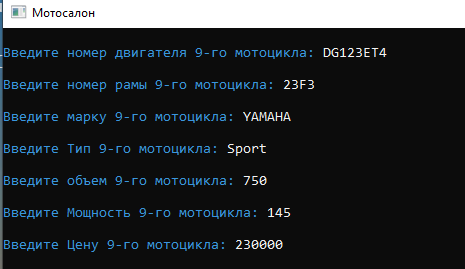 Мотосалон
Введите номер двигателя 9-го мотоцикла: DG123ET4
Введите номер рамы 9-го мотоцикла: 23F3
Введите марку 9-го мотоцикла: YAMAHA
Введите Тип 9-го мотоцикла: Sport
Введите объем 9-го мотоцикла: 750
Введите Мощность 9-го мотоцикла: 145
Введите Цену 9-го мотоцикла: 230000